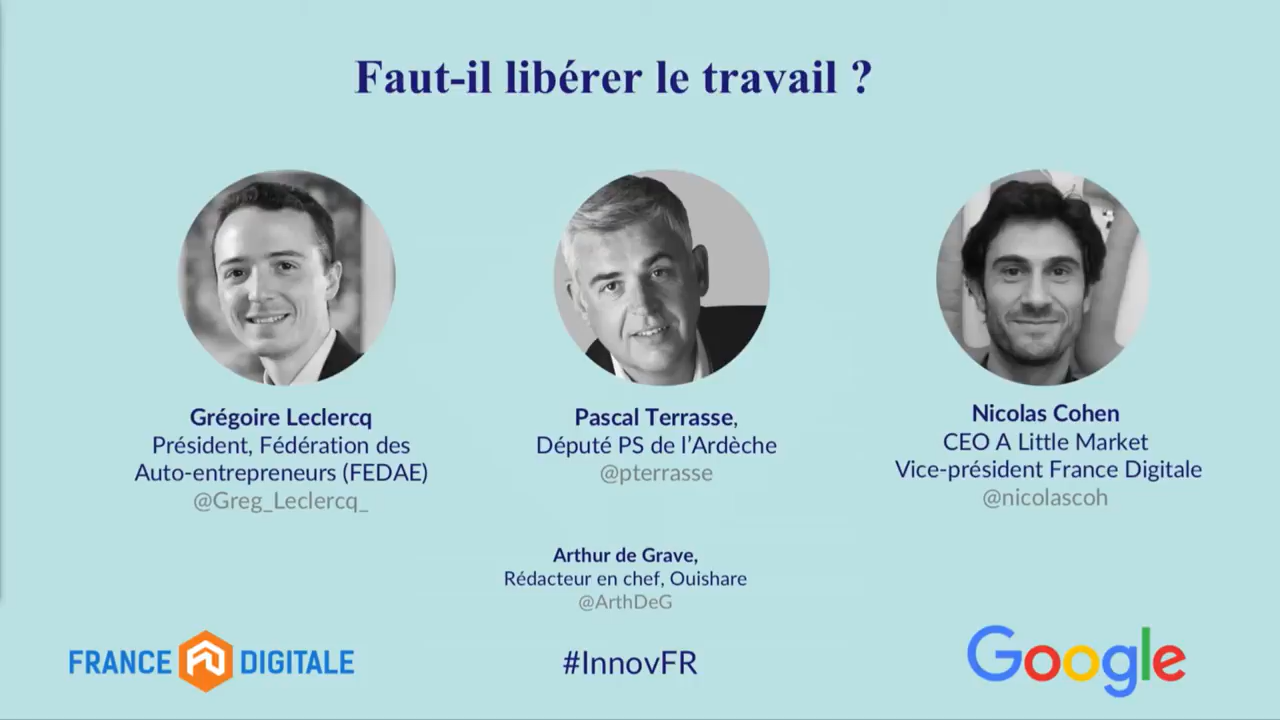 Faut-il libérer le travail ?
Grégoire Leclercq
Président, Fédération des
Auto-entrepreneurs (FEDAE)
@Greg_Leclercq_
Pascal Terrasse,
Député PS de l'Ardèche
@pterrasse
Nicolas Cohen
CEO A Little Market
Vice-président France Digitale
@nicolascoh
Arthur de Grave,
Rédacteur en chef, Ouishare
@ArthDeG
FRANCE DIGITALE
#InnovFR
Google